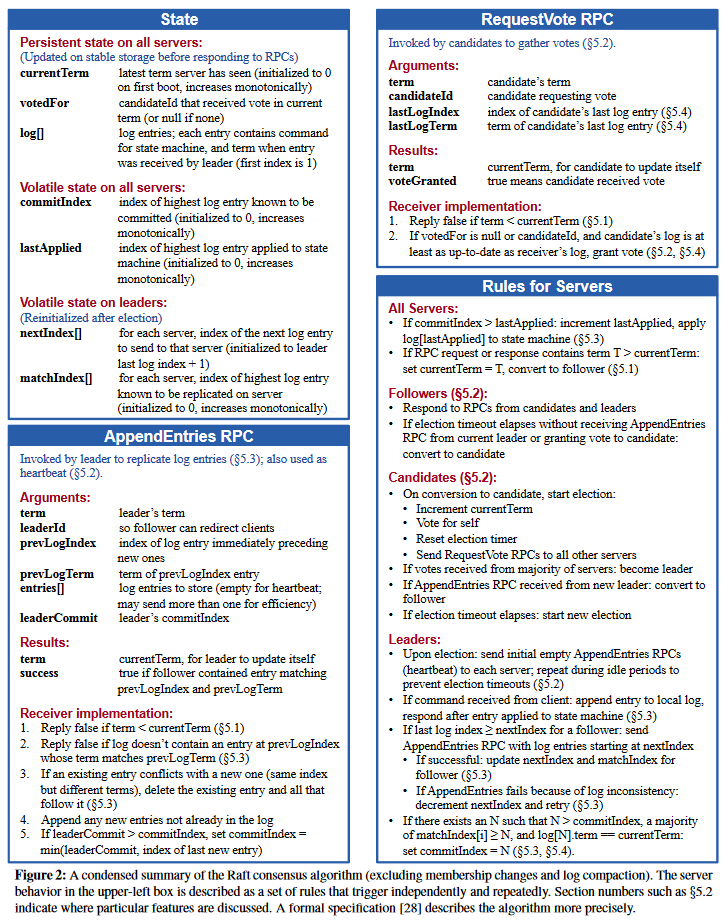 State
Persistent state on all servers:
(Updated on stable storage before responding to RPCs)
currentTerm latest term server has seen (initialized to 0
on first boot, increases monotonically)
votedFor candidateId that received vote in current
term (or null if none)
log[] log entries; each entry contains command
for state machine, and term when entry
was received by leader (first index is 1)
Volatile state on all servers:
commitIndex index of highest log entry known to be
committed (initialized to 0, increases
monotonically)
lastApplied index of highest log entry applied to state
machine (initialized to 0, increases
monotonically)
Volatile state on leaders:
(Reinitialized after election)
nextIndex[] for each server, index of the next log entry
to send to that server (initialized to leader
last log index + 1)
matchIndex[] for each server, index of highest log entry
known to be replicated on server
(initialized to 0, increases monotonically)
AppendEntries RPC
Invoked by leader to replicate log entries (§5.3); also used as
heartbeat (§5.2).
Arguments:
term leader's term
leaderId so follower can redirect clients
prevLogIndex index of log entry immediately preceding
new ones
prevLogTerm term of prevLogIndex entry
entries[] log entries to store (empty for heartbeat;
may send more than one for efficiency)
leaderCommit leader's commitIndex
Results:
term currentTerm, for leader to update itself
success true if follower contained entry matching
prevLogIndex and prevLogTerm
Receiver implementation:
1. Reply false if term < currentTerm (§5.1)
2. Reply false if log doesn't contain an entry at prevLogIndex
whose term matches prevLogTerm (§5.3)
3. If an existing entry conflicts with a new one (same index
but different terms), delete the existing entry and all that
follow it (§5.3)
4. Append any new entries not already in the log
5. If leaderCommit > commitIndex, set commitIndex =
min(leaderCommit, index of last new entry)
RequestVote RPC
Invoked by candidates to gather votes (§5.2).
Arguments:
term candidate's term
candidateId candidate requesting vote
lastLogIndex index of candidate's last log entry (§5.4)
lastLogTerm term of candidate's last log entry (§5.4)
Results:
term currentTerm, for candidate to update itself
voteGranted true means candidate received vote
Receiver implementation:
1. Reply false if term < currentTerm (§5.1)
2. If votedFor is null or candidateId, and candidate's log is at
least as up-to-date as receiver's log, grant vote (§5.2, §5.4)
Rules for Servers
All Servers:
• If commitIndex > lastApplied: increment lastApplied, apply
log[lastApplied] to state machine (§5.3)
• If RPC request or response contains term T > currentTerm:
set currentTerm = T, convert to follower (§5.1)
Followers (§5.2):
• Respond to RPCs from candidates and leaders
• If election timeout elapses without receiving AppendEntries
RPC from current leader or granting vote to candidate:
convert to candidate
Candidates (§5.2):
• On conversion to candidate, start election:
• Increment currentTerm
• Vote for self
• Reset election timer
• Send RequestVote RPCs to all other servers
• If votes received from majority of servers: become leader
• If AppendEntries RPC received from new leader: convert to
follower
• If election timeout elapses: start new election
Leaders:
• Upon election: send initial empty AppendEntries RPCs
(heartbeat) to each server; repeat during idle periods to
prevent election timeouts (§5.2)
• If command received from client: append entry to local log,
respond after entry applied to state machine (§5.3)
• If last log index ≥ nextIndex for a follower: send
AppendEntries RPC with log entries starting at nextIndex
• If successful: update nextIndex and matchIndex for
follower (§5.3)
• If AppendEntries fails because of log inconsistency:
decrement nextIndex and retry (§5.3)
• If there exists an N such that N > commitIndex, a majority
of matchIndex[i] ≥ N, and log[N].term == currentTerm:
set commitIndex = N (§5.3, §5.4).
Figure 2: A condensed summary of the Raft consensus algorithm (excluding membership changes and log compaction). The server
behavior in the upper-left box is described as a set of rules that trigger independently and repeatedly. Section numbers such as §5.2
indicate where particular features are discussed. A formal specification [28] describes the algorithm more precisely.